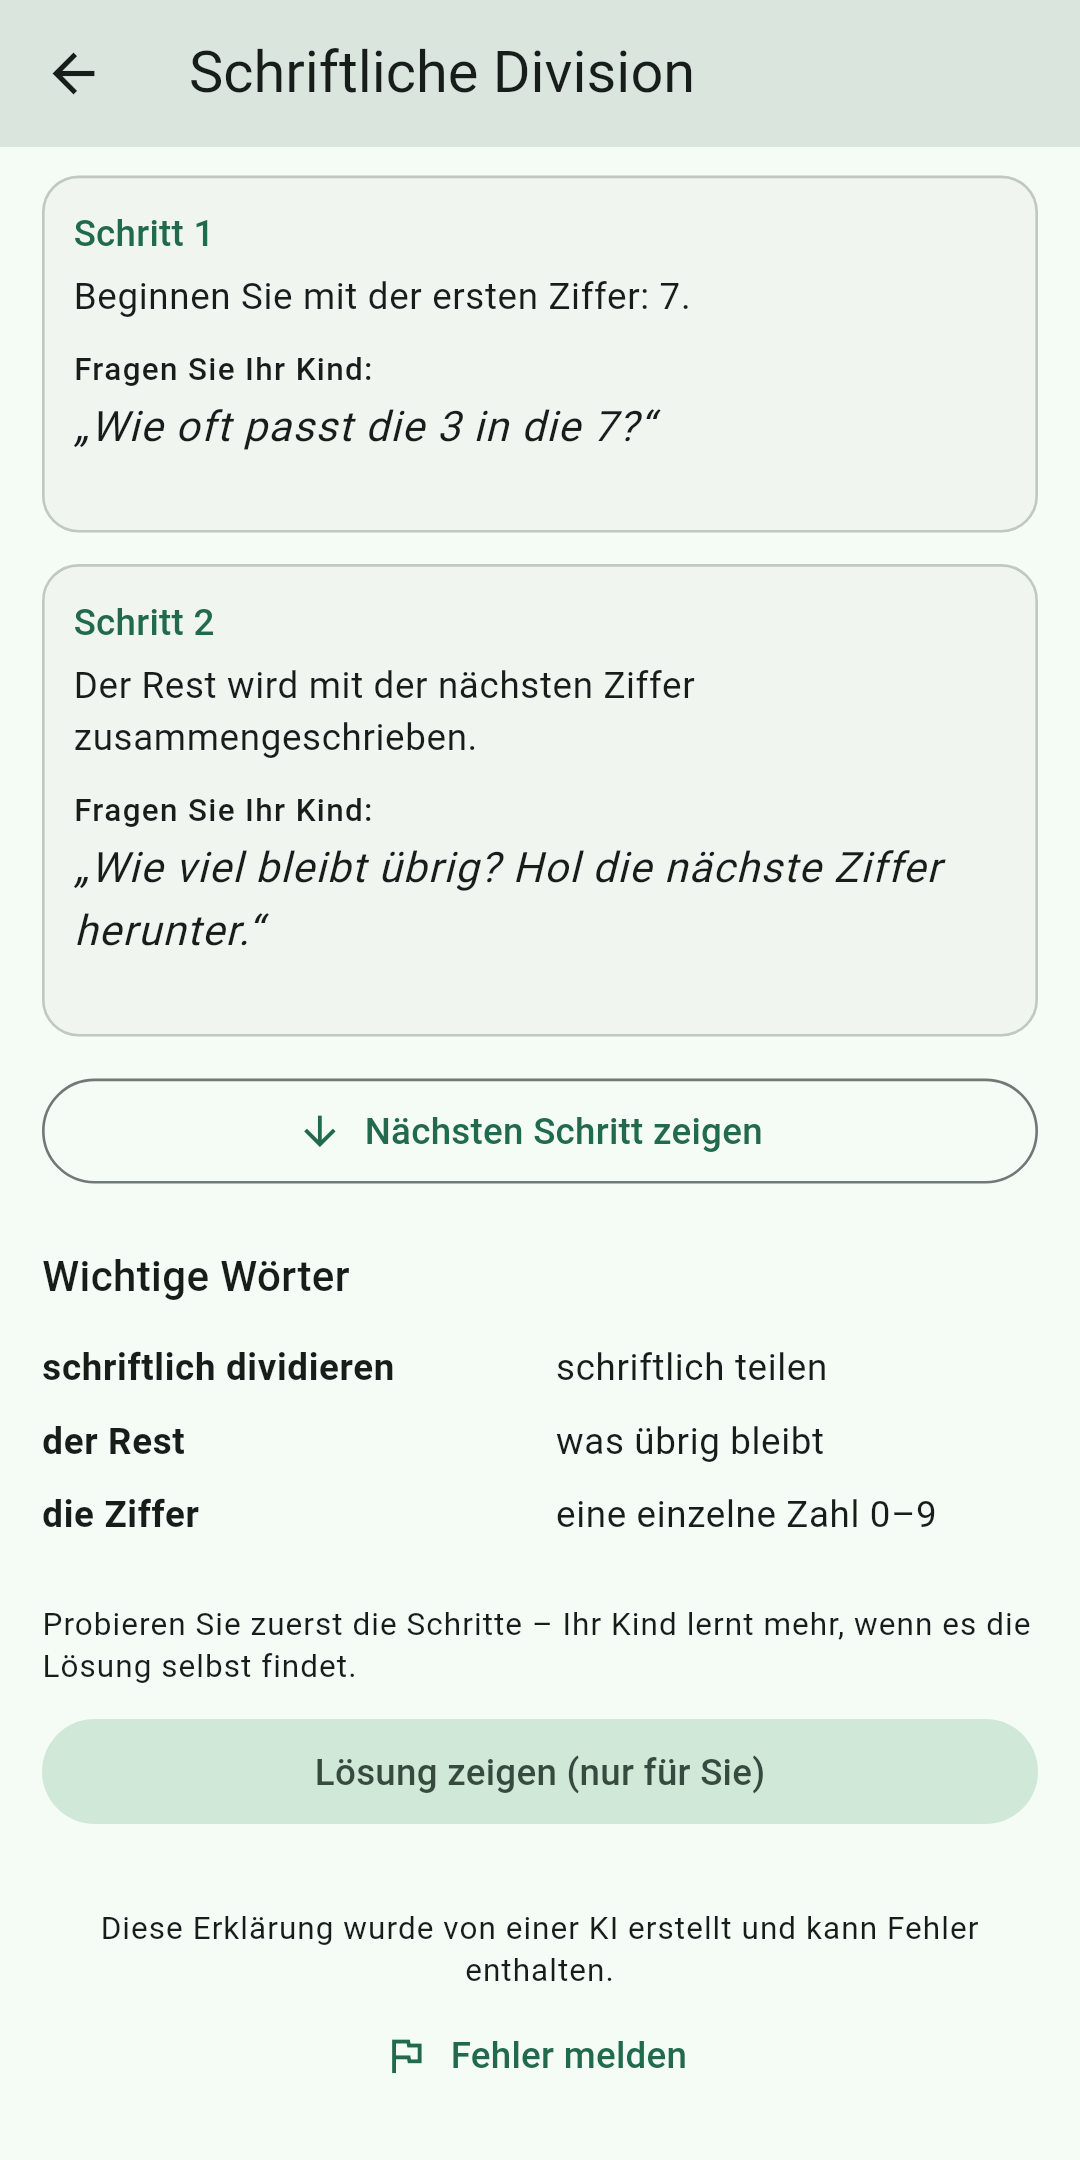 Schriftliche Division
Schritt 1
Beginnen Sie mit der ersten Ziffer: 7.
Fragen Sie Ihr Kind:
„Wie oft passt die 3 in die 7?“
Schritt 2
Der Rest wird mit der nächsten Ziffer
zusammengeschrieben.
Fragen Sie Ihr Kind:
„Wie viel bleibt übrig? Hol die nächste Ziffer
herunter.“
Nächsten Schritt zeigen
Wichtige Wörter
schriftlich dividieren schriftlich teilen
der Rest was übrig bleibt
die Ziffer eine einzelne Zahl 0–9
Probieren Sie zuerst die Schritte – Ihr Kind lernt mehr, wenn es die
Lösung selbst findet.
Lösung zeigen (nur für Sie)
Diese Erklärung wurde von einer KI erstellt und kann Fehler
enthalten.
Fehler melden